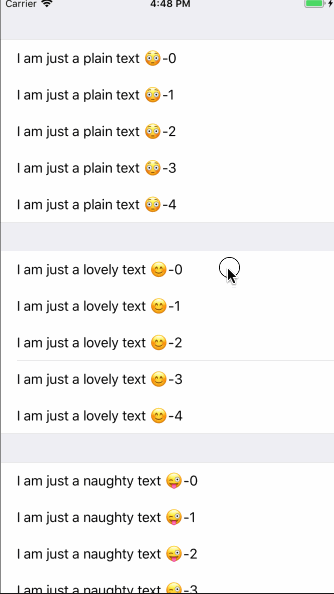 Carrier 4:48 PM
I am just a plain text 😳-0
I am just a plain text 😳-1
I am just a plain text 😳-2
I am just a plain text 😳-3
I am just a plain text 😳-4
I am just a lovely text 😊-0
I am just a lovely text 😊-1
I am just a lovely text 😊-2
I am just a lovely text 😊-3
I am just a lovely text 😊-4
I am just a naughty text 😜-0
I am just a naughty text 😜-1
I am just a naughty text 😜-2
I am just a naughty text 😜-3